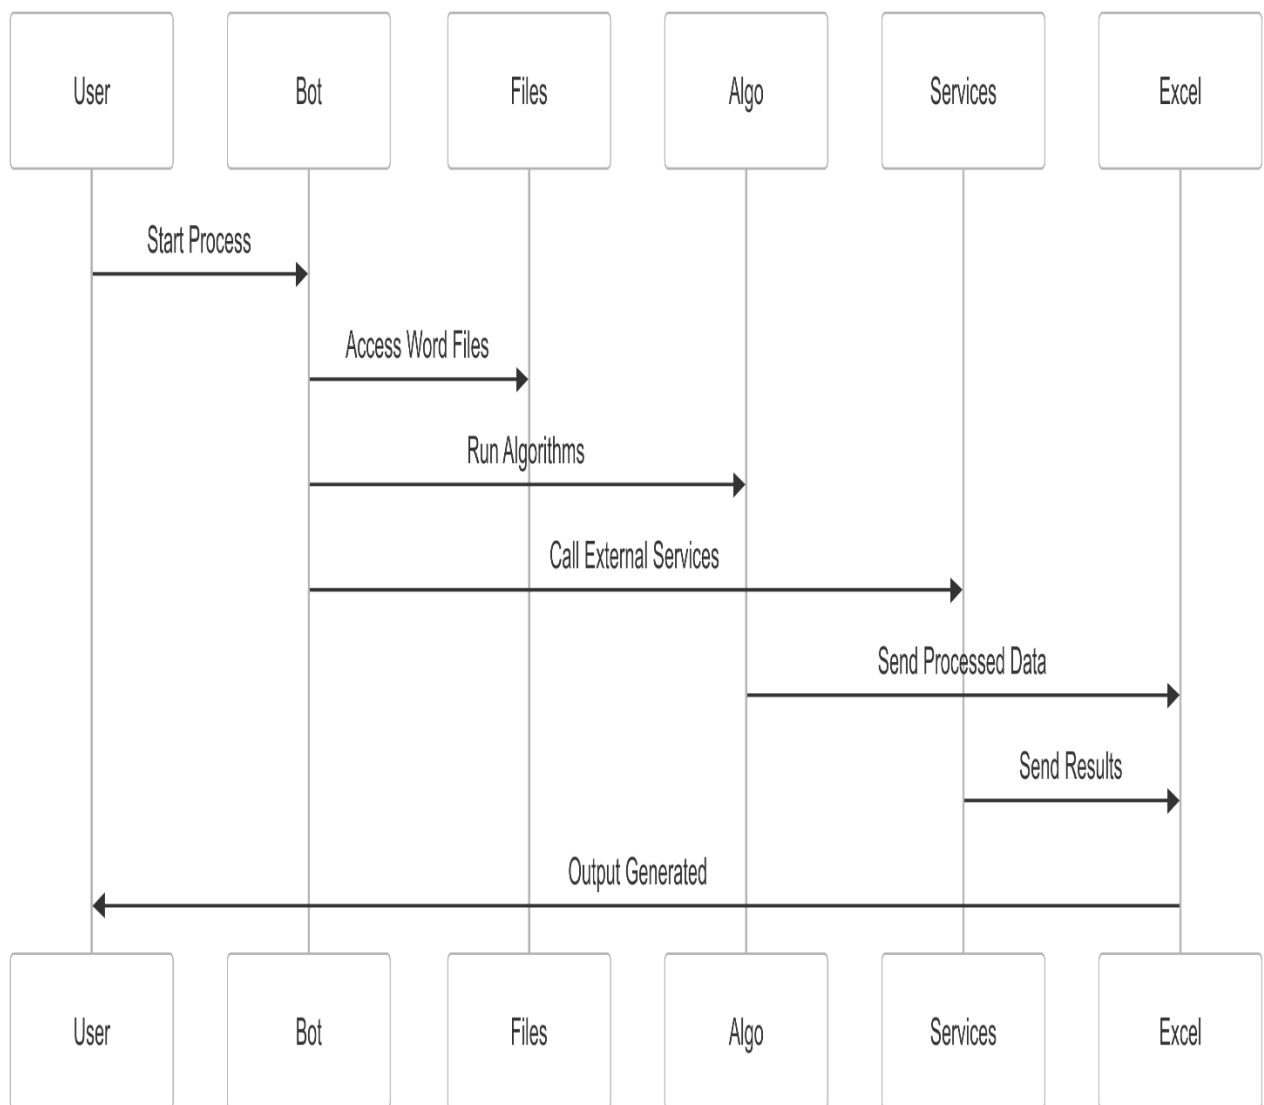 User
Bot
Files
Algo
Services
Excel
Start Process
Access Word Files
Run Algorithms
Call External Services
Send Processed Data
Send Results
Output Generated
User
Bot
Files
Algo
Services
Excel